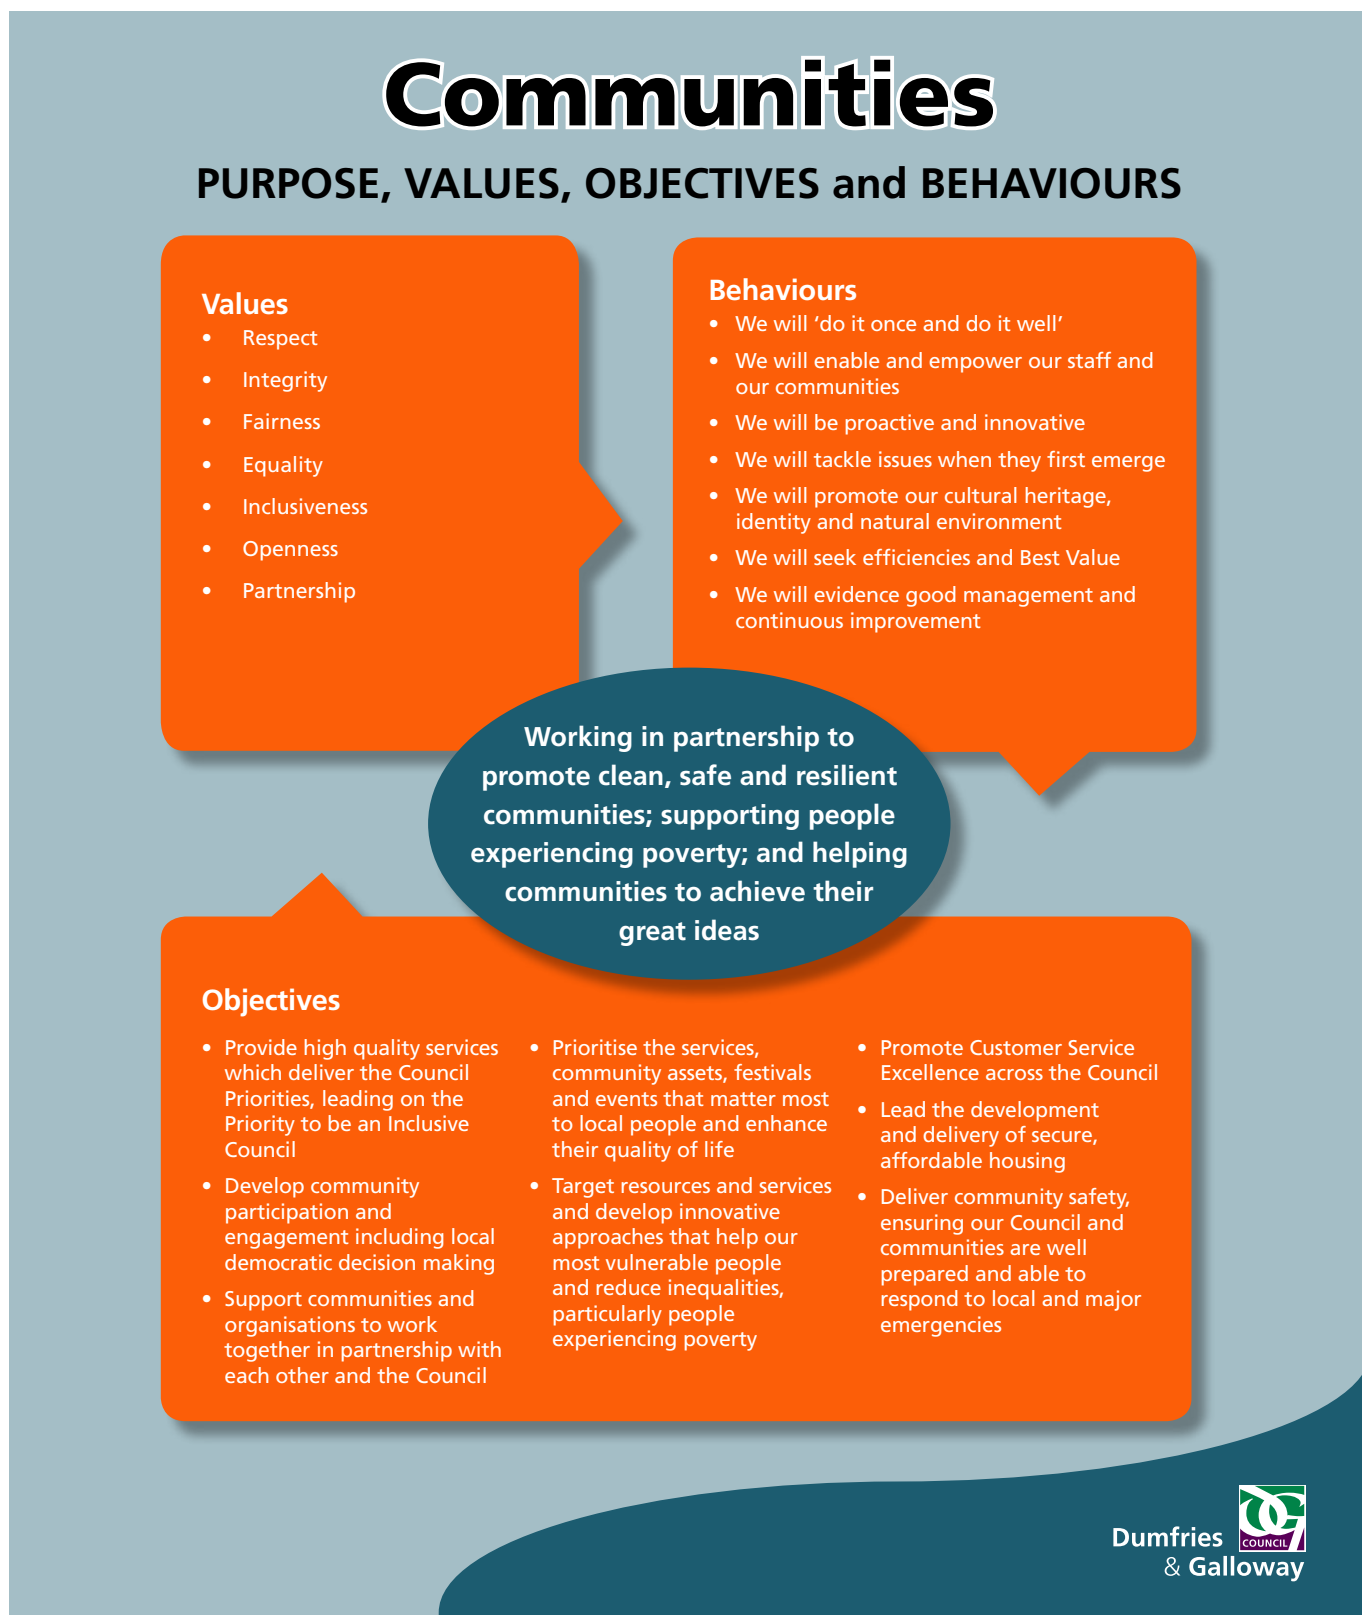 Communities
PURPOSE, VALUES, OBJECTIVES and BEHAVIOURS
Values
• Respect
• Integrity
• Fairness
• Equality
• Inclusiveness
• Openness
• Partnership
Behaviours
• We will ‘do it once and do it well’
• We will enable and empower our staff and
our communities
• We will be proactive and innovative
• We will tackle issues when they first emerge
• We will promote our cultural heritage,
identity and natural environment
• We will seek efficiencies and Best Value
• We will evidence good management and
continuous improvement
Working in partnership to
promote clean, safe and resilient
communities; supporting people
experiencing poverty; and helping
communities to achieve their
great ideas
Objectives
• Provide high quality services
which deliver the Council
Priorities, leading on the
Priority to be an Inclusive
Council
• Develop community
participation and
engagement including local
democratic decision making
• Support communities and
organisations to work
together in partnership with
each other and the Council
• Prioritise the services,
community assets, festivals
and events that matter most
to local people and enhance
their quality of life
• Target resources and services
and develop innovative
approaches that help our
most vulnerable people
and reduce inequalities,
particularly people
experiencing poverty
• Promote Customer Service
Excellence across the Council
• Lead the development
and delivery of secure,
affordable housing
• Deliver community safety,
ensuring our Council and
communities are well
prepared and able to
respond to local and major
emergencies
Dumfries
& Galloway
COUNCIL